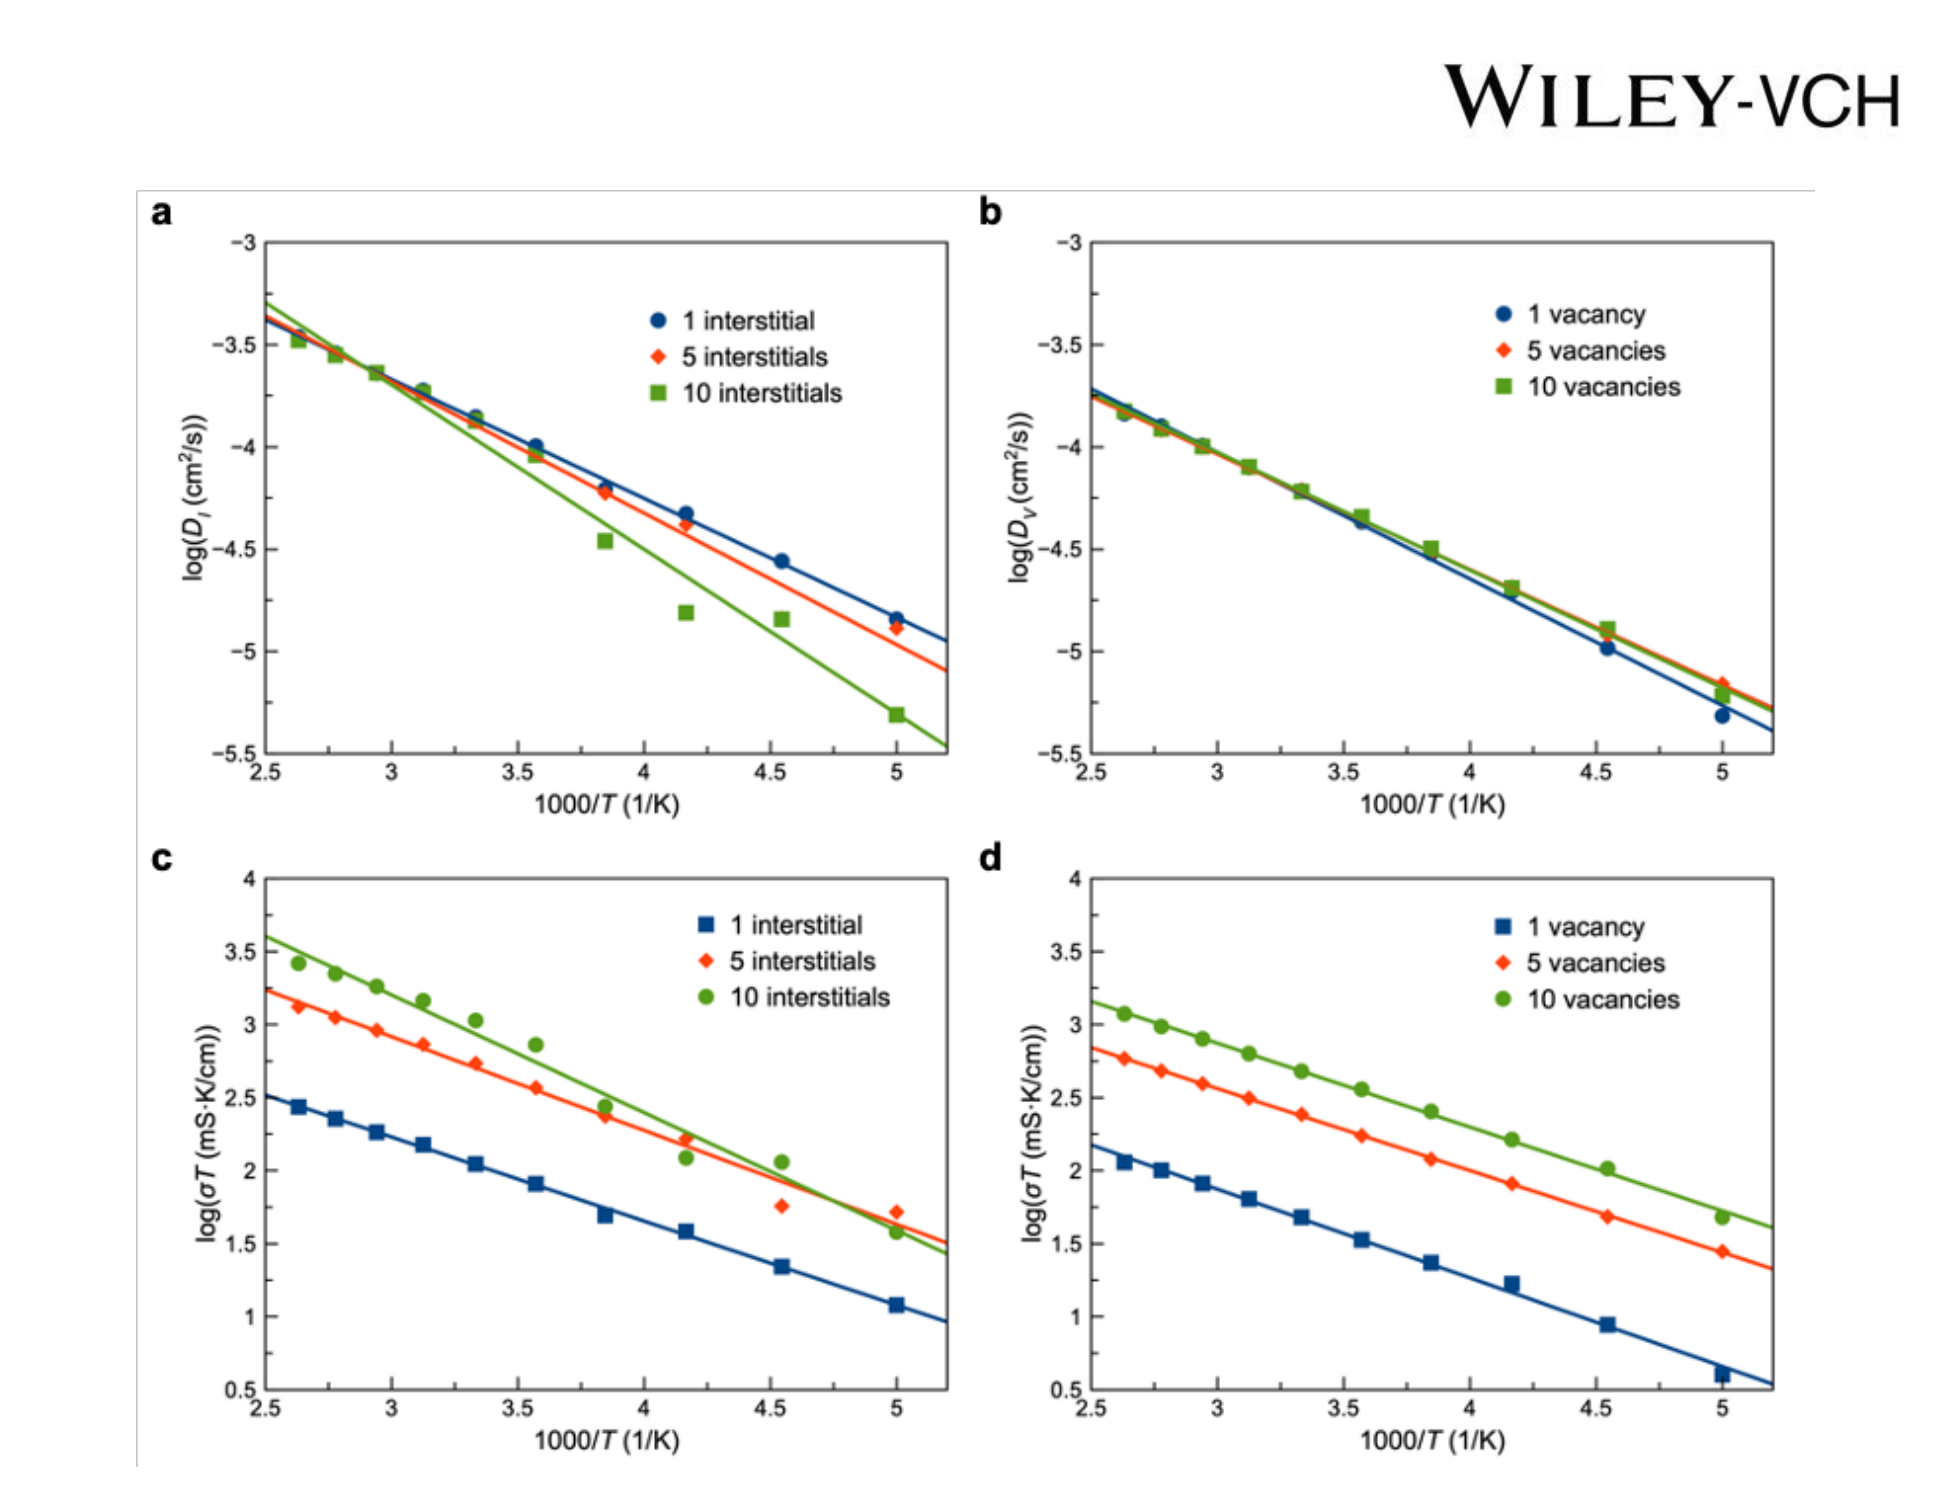 WILEY-VCH
a
−3
−3.5
−4
−4.5
−5
−5.5
log(D_I (cm²/s))
1 interstitial
5 interstitials
10 interstitials
2.5 3 3.5 4 4.5 5
1000/T (1/K)
b
−3
−3.5
−4
−4.5
−5
−5.5
log(D_V (cm²/s))
1 vacancy
5 vacancies
10 vacancies
2.5 3 3.5 4 4.5 5
1000/T (1/K)
c
4
3.5
3
2.5
2
1.5
1
0.5
log(σT (mS·K/cm))
1 interstitial
5 interstitials
10 interstitials
2.5 3 3.5 4 4.5 5
1000/T (1/K)
d
4
3.5
3
2.5
2
1.5
1
0.5
log(σT (mS·K/cm))
1 vacancy
5 vacancies
10 vacancies
2.5 3 3.5 4 4.5 5
1000/T (1/K)